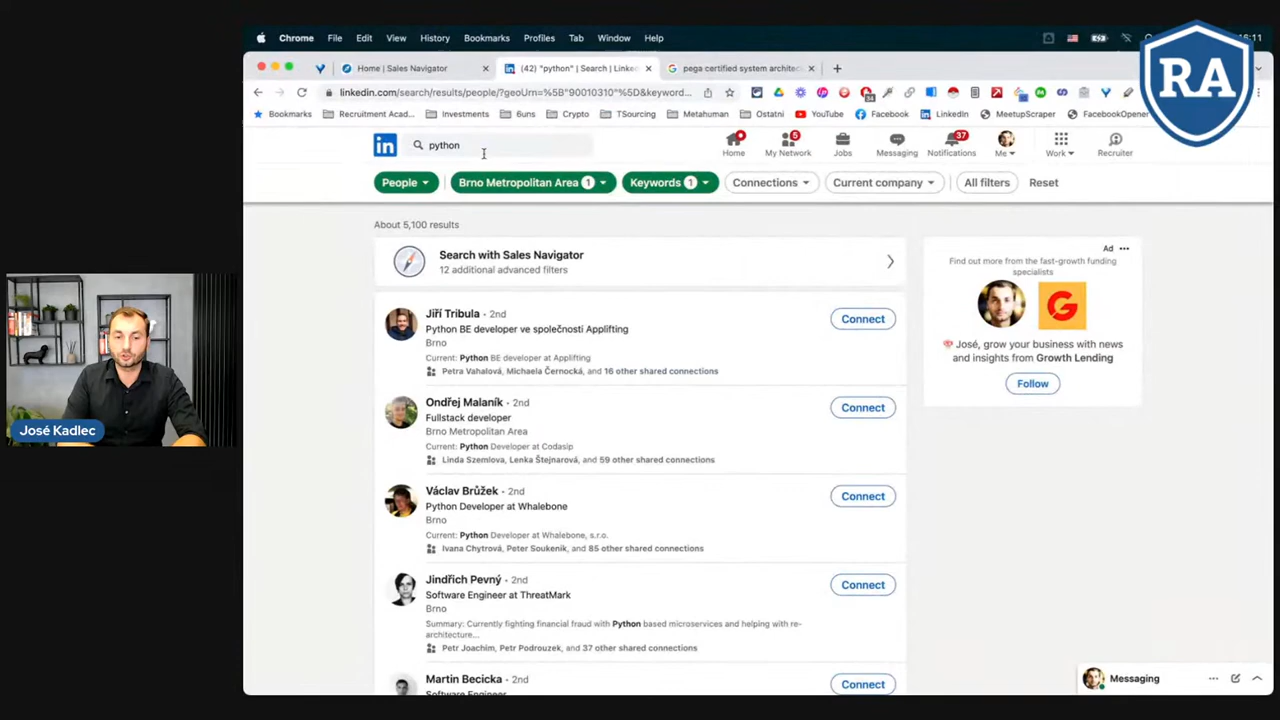 Chrome File Edit View History Bookmarks Profiles Tab Window Help
16:11
RA
Home | Sales Navigator
(42) "python" | Search | Linke
pega certified system architec
linkedin.com/search/results/people/?geoUrn=%5B"90010310"%5D&keyword...
Bookmarks Recruitment Acad... Investments 6uns Crypto TSourcing Metahuman Ostatni YouTube Facebook LinkedIn MeetupScraper FacebookOpener
in
python
Home My Network Jobs Messaging Notifications Me Work Recruiter
5
37
People
Brno Metropolitan Area 1
Keywords 1
Connections
Current company
All filters
Reset
About 5,100 results
Search with Sales Navigator
12 additional advanced filters
Jiří Tribula • 2nd
Python BE developer ve společnosti Applifting
Brno
Current: Python BE developer at Applifting
Petra Vahalová, Michaela Černocká, and 16 other shared connections
Connect
Ondřej Malaník • 2nd
Fullstack developer
Brno Metropolitan Area
Current: Python Developer at Codasip
Linda Szemlova, Lenka Štejnarová, and 59 other shared connections
Connect
Václav Brůžek • 2nd
Python Developer at Whalebone
Brno
Current: Python Developer at Whalebone, s.r.o.
Ivana Chytrová, Peter Soukenik, and 85 other shared connections
Connect
Jindřich Pevný • 2nd
Software Engineer at ThreatMark
Brno
Summary: Currently fighting financial fraud with Python based microservices and helping with re-
architecture...
Petr Joachim, Petr Podrouzek, and 37 other shared connections
Connect
Martin Becicka • 2nd
Software Engineer
Connect
Ad
Find out more from the fast-growth funding
specialists
José, grow your business with news
and insights from Growth Lending
Follow
Messaging
José Kadlec